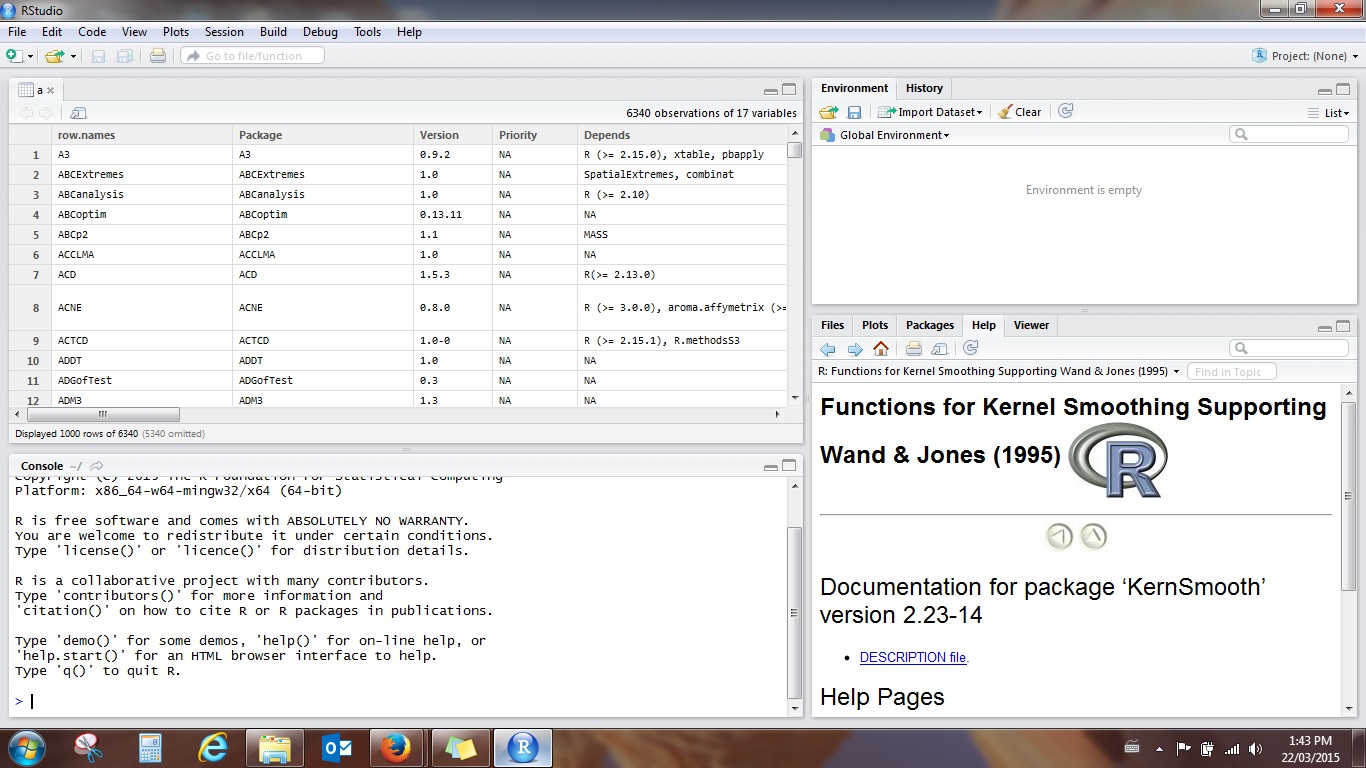 RStudio
File Edit Code View Plots Session Build Debug Tools Help
Go to file/function
Project: (None)
a
6340 observations of 17 variables
row.names Package Version Priority Depends
1 A3 A3 0.9.2 NA R (>= 2.15.0), xtable, pbapply
2 ABCExtremes ABCExtremes 1.0 NA SpatialExtremes, combinat
3 ABCanalysis ABCanalysis 1.0 NA R (>= 2.10)
4 ABCoptim ABCoptim 0.13.11 NA NA
5 ABCp2 ABCp2 1.1 NA MASS
6 ACCLMA ACCLMA 1.0 NA NA
7 ACD ACD 1.5.3 NA R(>= 2.13.0)
8 ACNE ACNE 0.8.0 NA R (>= 3.0.0), aroma.affymetrix (>=
9 ACTCD ACTCD 1.0-0 NA R (>= 2.15.1), R.methodsS3
10 ADDT ADDT 1.0 NA NA
11 ADGofTest ADGofTest 0.3 NA NA
12 ADM3 ADM3 1.3 NA NA
Displayed 1000 rows of 6340 (5340 omitted)
Console ~/
Copyright (C) 2015 The R Foundation for Statistical Computing
Platform: x86_64-w64-mingw32/x64 (64-bit)
R is free software and comes with ABSOLUTELY NO WARRANTY.
You are welcome to redistribute it under certain conditions.
Type 'license()' or 'licence()' for distribution details.
R is a collaborative project with many contributors.
Type 'contributors()' for more information and
'citation()' on how to cite R or R packages in publications.
Type 'demo()' for some demos, 'help()' for on-line help, or
'help.start()' for an HTML browser interface to help.
Type 'q()' to quit R.
>
Environment History
Import Dataset Clear List
Global Environment
Environment is empty
Files Plots Packages Help Viewer
R: Functions for Kernel Smoothing Supporting Wand & Jones (1995) Find in Topic
Functions for Kernel Smoothing Supporting
Wand & Jones (1995) R
Documentation for package ‘KernSmooth’
version 2.23-14
• DESCRIPTION file.
Help Pages
1:43 PM
22/03/2015